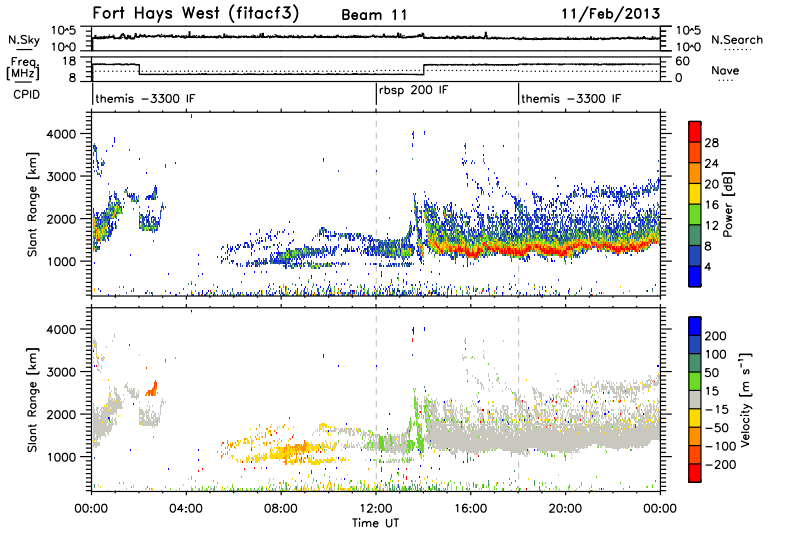 Fort Hays West (fitacf3) Beam 11 11/Feb/2013
N.Sky 10^5 10^0 10^5 10^0 N.Search
Freq. [MHz] 18 8 60 0 Nave
CPID themis -3300 IF rbsp 200 IF themis -3300 IF
Slant Range [km]
4000
3000
2000
1000
Power [dB]
28
24
20
16
12
8
4
Slant Range [km]
4000
3000
2000
1000
Velocity [m s⁻¹]
200
100
50
15
-15
-50
-100
-200
00:00 04:00 08:00 12:00 16:00 20:00 00:00
Time UT